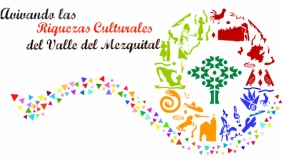 Avivando las
Riquezas Culturales
del Valle del Mezquital